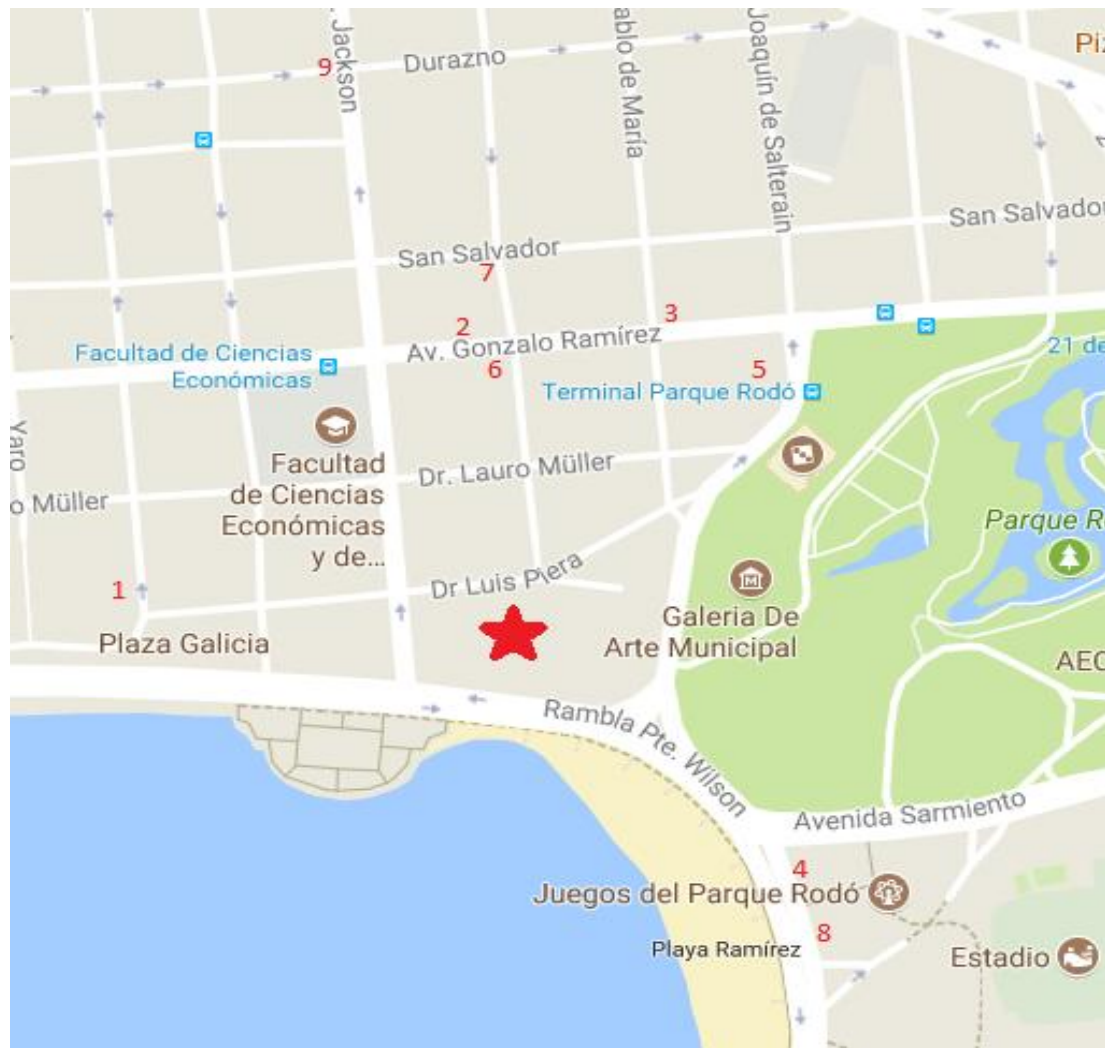 Jackson
Durazno
9
ablo de María
Joaquín de Salterain
Piz
San Salvador
San Salvador
7
2
3
Av. Gonzalo Ramírez
Facultad de Ciencias
Económicas
6
5
Terminal Parque Rodó
21 de
Yaro
Facultad
de Ciencias
Económicas
y de...
Dr. Lauro Müller
o Müller
Parque R
1
Dr Luis Piera
Plaza Galicia
M
Galeria De
Arte Municipal
AEC
Rambla Pte. Wilson
Avenida Sarmiento
4
Juegos del Parque Rodó
8
Playa Ramírez
Estadio